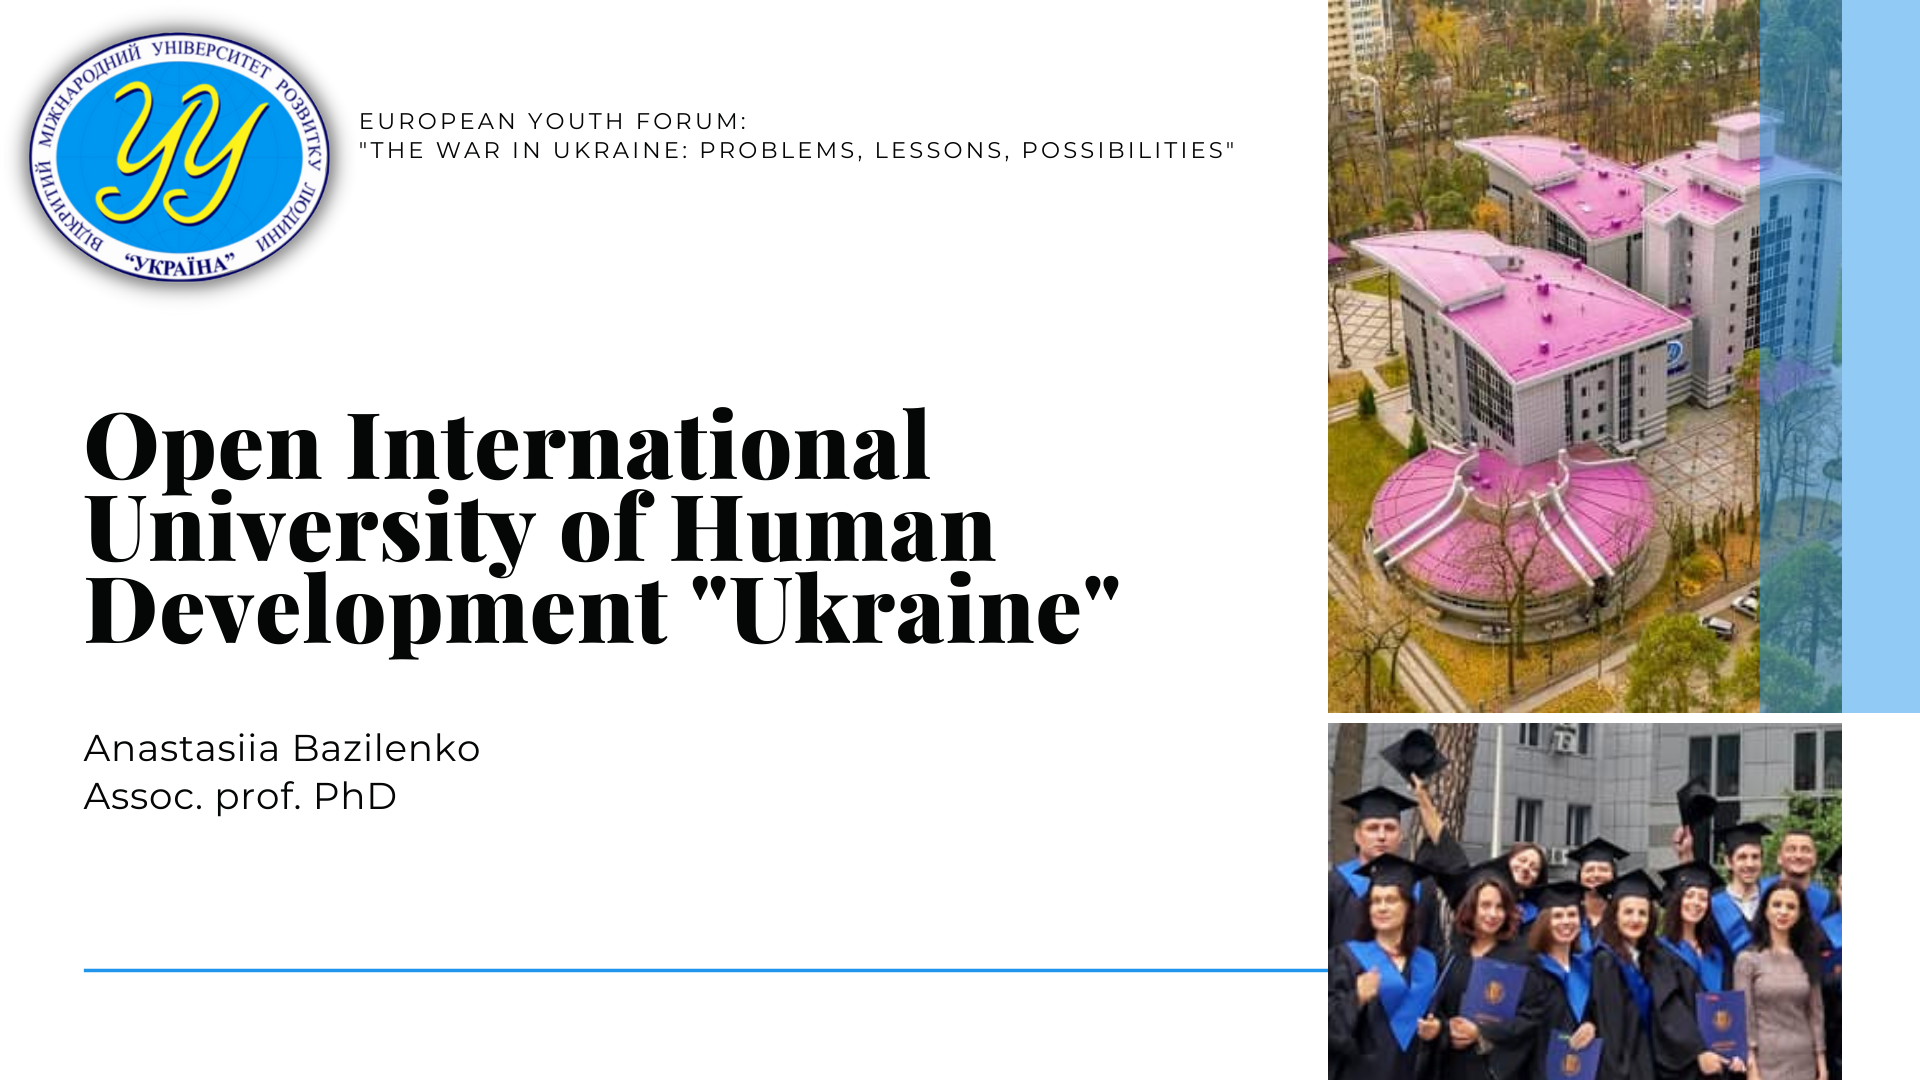 ВІДКРИТИЙ МІЖНАРОДНИЙ УНІВЕРСИТЕТ РОЗВИТКУ ЛЮДИНИ
“УКРАЇНА”
УУ
EUROPEAN YOUTH FORUM:
"THE WAR IN UKRAINE: PROBLEMS, LESSONS, POSSIBILITIES"
Open International
University of Human
Development "Ukraine"
Anastasiia Bazilenko
Assoc. prof. PhD